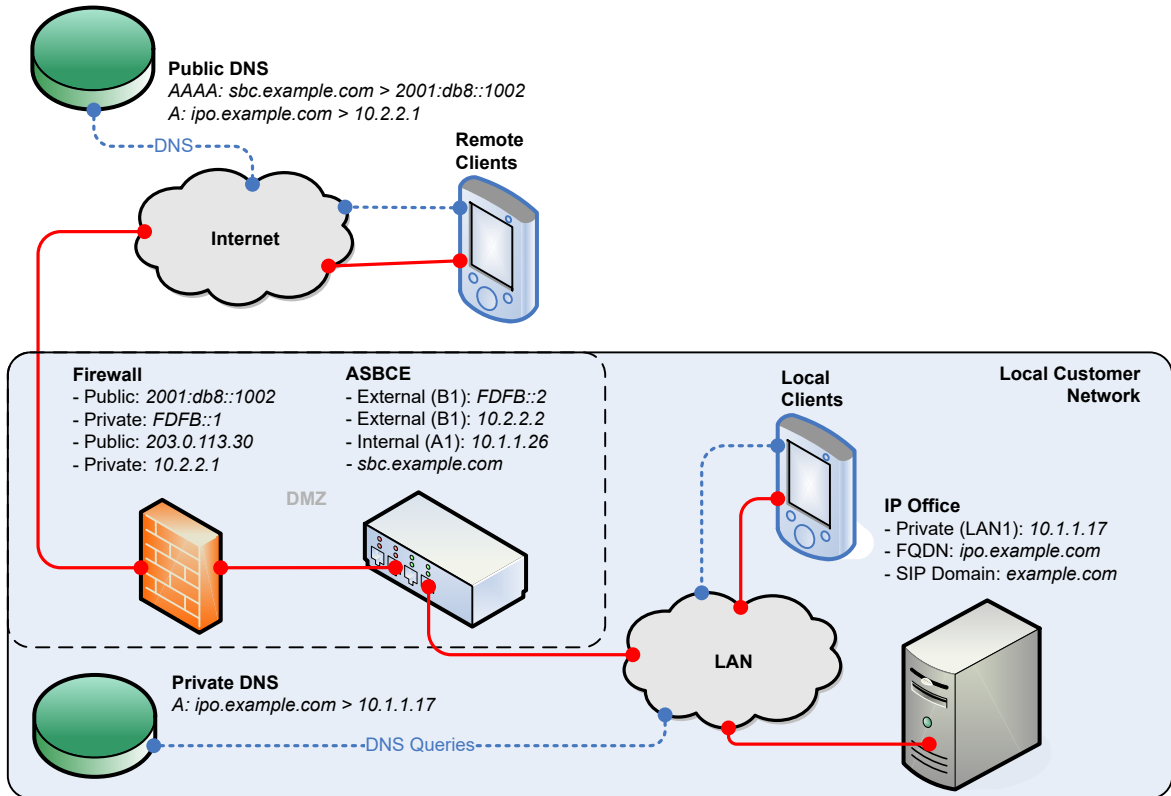 Public DNS
AAAA: sbc.example.com > 2001:db8::1002
A: ipo.example.com > 10.2.2.1
DNS
Remote
Clients
Internet
Firewall
- Public: 2001:db8::1002
- Private: FDFB::1
- Public: 203.0.113.30
- Private: 10.2.2.1
ASBCE
- External (B1): FDFB::2
- External (B1): 10.2.2.2
- Internal (A1): 10.1.1.26
- sbc.example.com
DMZ
Local
Clients
Local Customer
Network
IP Office
- Private (LAN1): 10.1.1.17
- FQDN: ipo.example.com
- SIP Domain: example.com
LAN
Private DNS
A: ipo.example.com > 10.1.1.17
DNS Queries